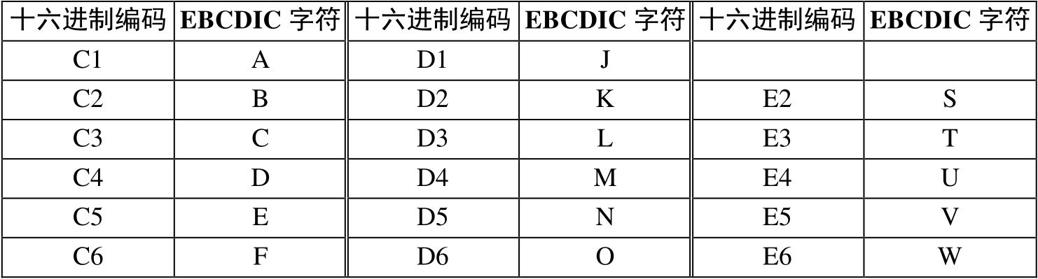 十六进制编码 EBCDIC 字符 十六进制编码 EBCDIC 字符 十六进制编码 EBCDIC 字符
C1 A D1 J
C2 B D2 K E2 S
C3 C D3 L E3 T
C4 D D4 M E4 U
C5 E D5 N E5 V
C6 F D6 O E6 W